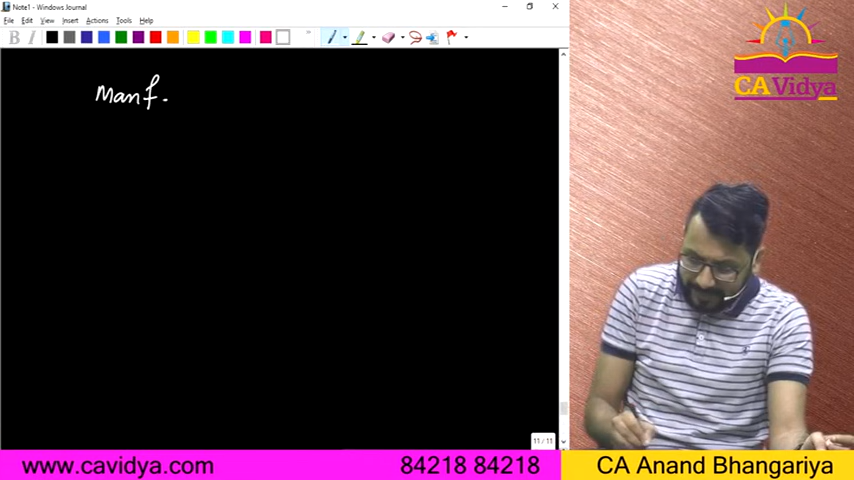 Note1 - Windows Journal
File Edit View Insert Actions Tools Help
B I
Manf.
11 / 11
CA Vidya
www.cavidya.com 84218 84218 CA Anand Bhangariya